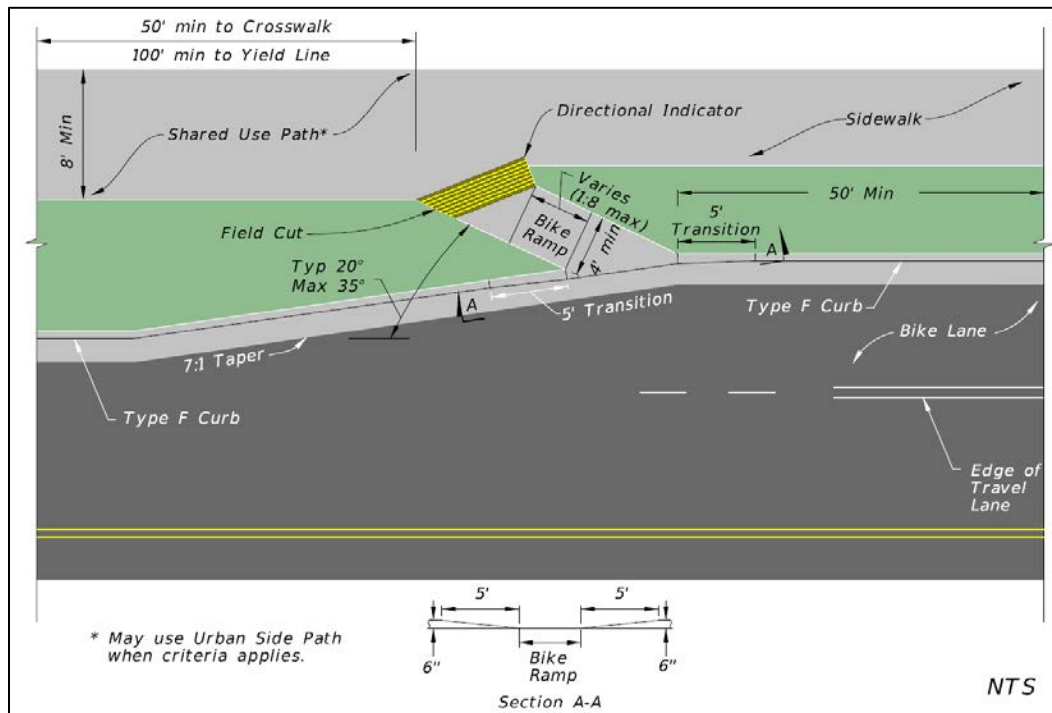 50' min to Crosswalk
100' min to Yield Line
Directional Indicator
Sidewalk
8' Min
Shared Use Path*
Varies
(1:8 max)
50' Min
5'
Transition
Field Cut
Bike
Ramp
4' min
A
Typ 20°
Max 35°
A
5' Transition
Type F Curb
Bike Lane
7:1 Taper
Type F Curb
Edge of
Travel
Lane
5'
5'
* May use Urban Side Path
when criteria applies.
6"
Bike
Ramp
6"
Section A-A
NTS